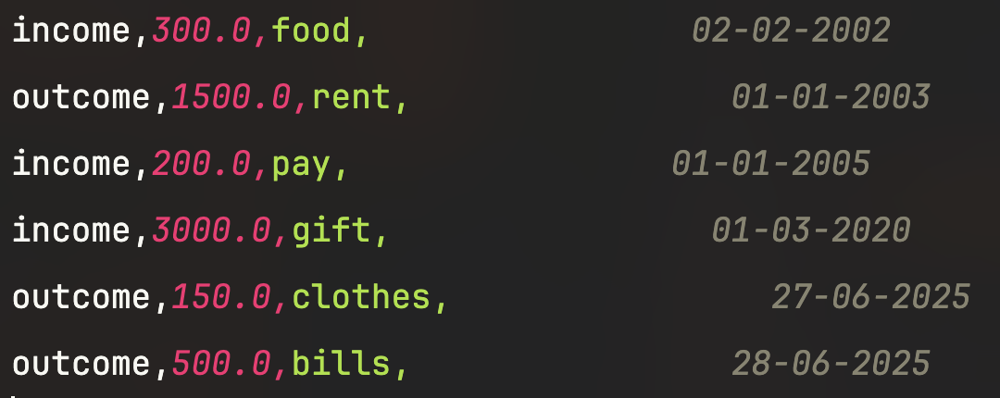 income,300.0,food,                02-02-2002
outcome,1500.0,rent,                01-01-2003
income,200.0,pay,                01-01-2005
income,3000.0,gift,                01-03-2020
outcome,150.0,clothes,                27-06-2025
outcome,500.0,bills,                28-06-2025